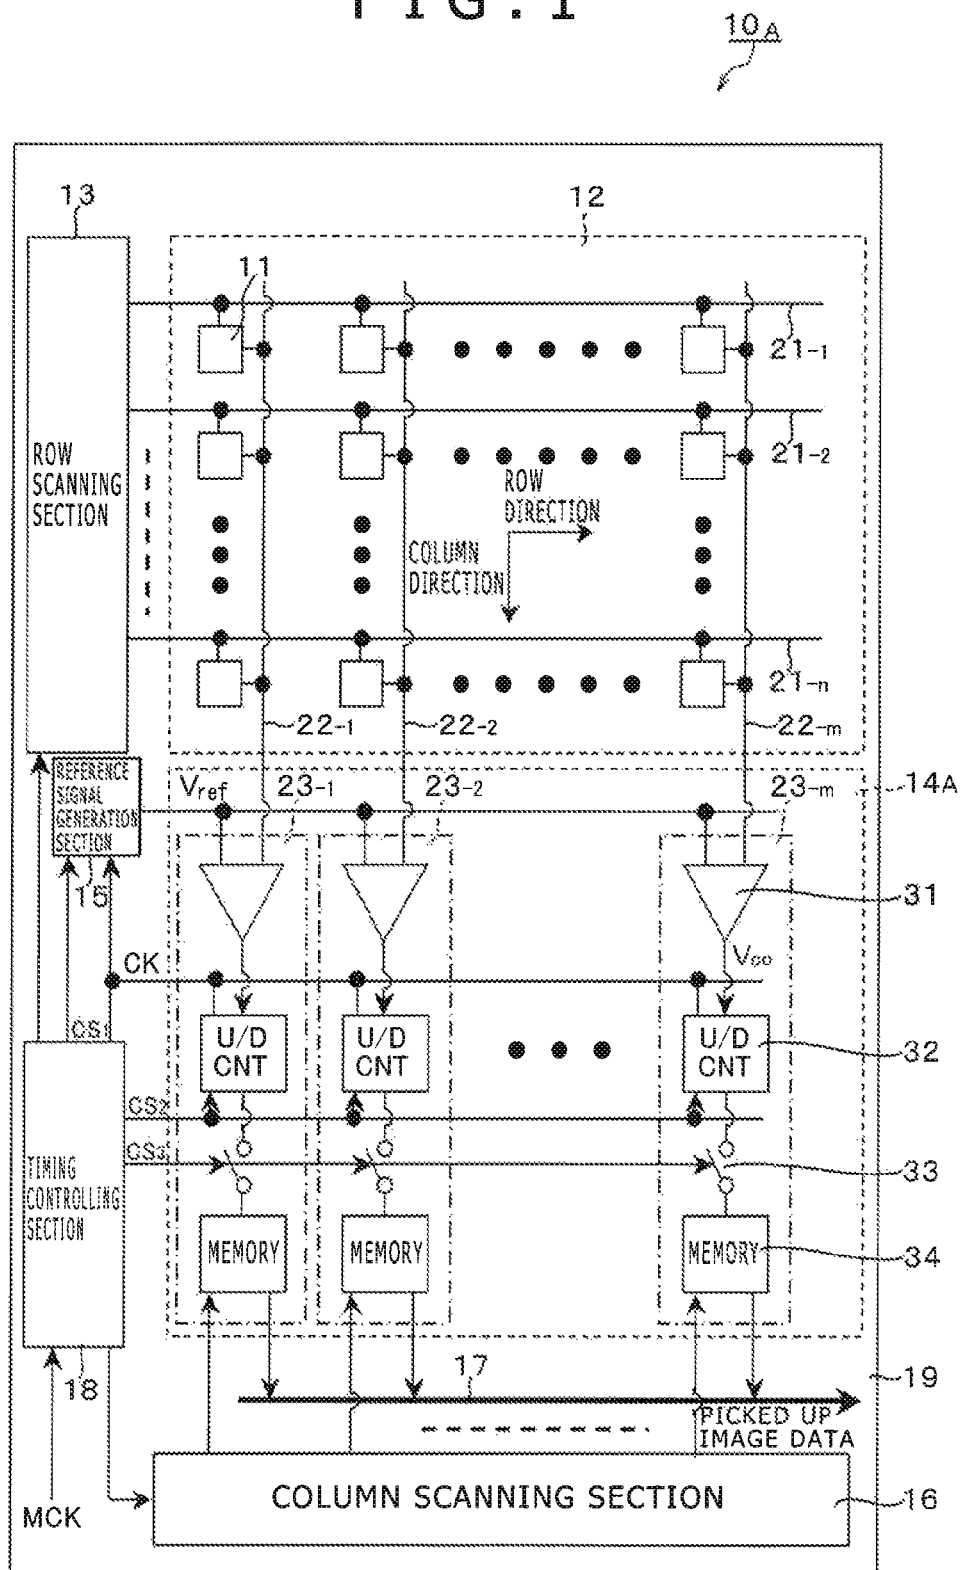 FIG.1
10A
13
12
11
21-1
ROW
SCANNING
SECTION
21-2
ROW
DIRECTION
COLUMN
DIRECTION
21-n
22-1
22-2
22-m
REFERENCE
SIGNAL
GENERATION
SECTION
Vref
23-1
23-2
23-m
14A
15
31
CK
Vco
CS1
U/D
CNT
U/D
CNT
U/D
CNT
32
CS2
CS3
33
TIMING
CONTROLLING
SECTION
MEMORY
MEMORY
MEMORY
34
18
17
19
PICKED UP
IMAGE DATA
MCK
COLUMN SCANNING SECTION
16